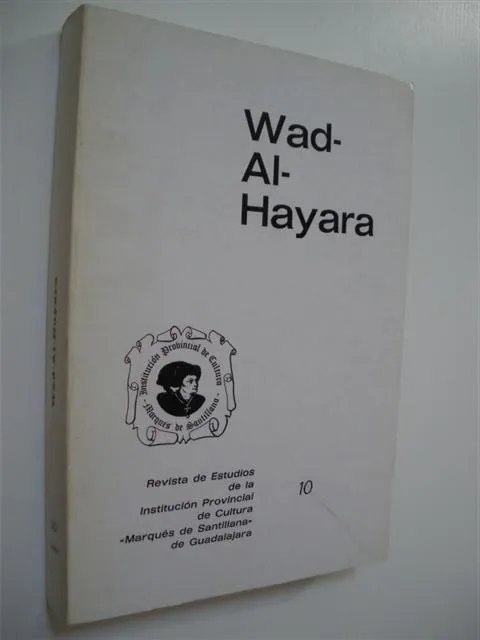 Wad-
Al-
Hayara
Institución Provincial de Cultura
- Marqués de Santillana -
Revista de Estudios
de la
Institución Provincial
de Cultura
«Marqués de Santillana»
de Guadalajara
10